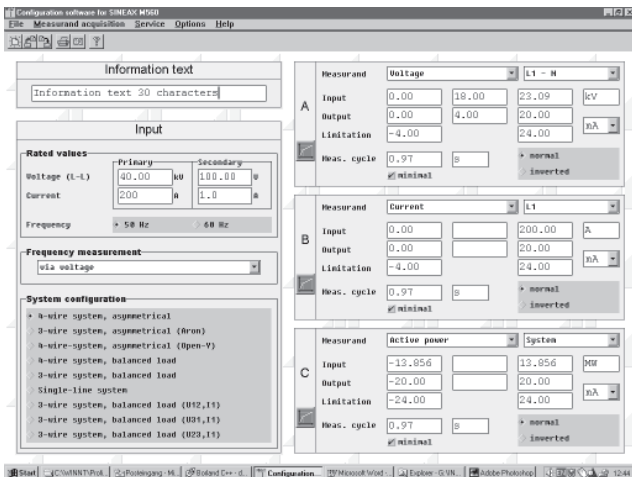 Configuration software for SINEAX M560
File Measurand acquisition Service Options Help
Information text
Information text 30 characters
Input
Rated values
Primary Secondary
Voltage (L-L) 40.00 kV 100.00 V
Current 200 A 1.0 A
Frequency 50 Hz 60 Hz
Frequency measurement
via voltage
System configuration
4-wire system, asymmetrical
3-wire system, asymmetrical (Aron)
4-wire-system, asymmetrical (Open-Y)
4-wire system, balanced load
3-wire system, balanced load
Single-line system
3-wire system, balanced load (U12,I1)
3-wire system, balanced load (U31,I1)
3-wire system, balanced load (U23,I1)
A
Measurand Voltage L1 - N
Input 0.00 18.00 23.09 kV
Output 0.00 4.00 20.00 mA
Limitation -4.00 24.00
Meas. cycle 0.97 s normal
minimal inverted
B
Measurand Current L1
Input 0.00 200.00 A
Output 0.00 20.00 mA
Limitation -4.00 24.00
Meas. cycle 0.97 s normal
minimal inverted
C
Measurand Active power System
Input -13.856 13.856 MW
Output -20.00 20.00 mA
Limitation -24.00 24.00
Meas. cycle 0.97 s normal
minimal inverted
Start Posteingang - Mi.. Configuration... Microsoft Word -.. Explorer - G:\IN... Adobe Photoshop 12:44